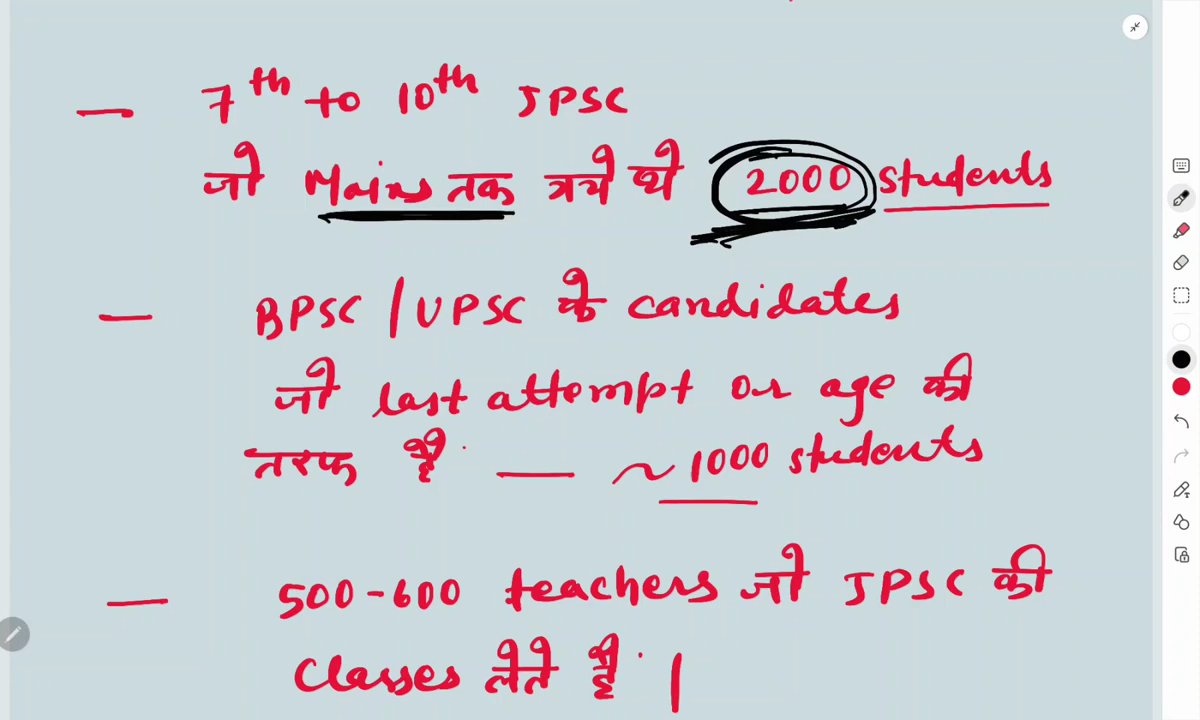 — 7th to 10th JPSC
जो Mains तक गये थे 2000 students
— BPSC / UPSC के candidates
जो last attempt or age की
तरफ हैं — ~ 1000 students
— 500-600 teachers जो JPSC की
Classes लेते हैं |